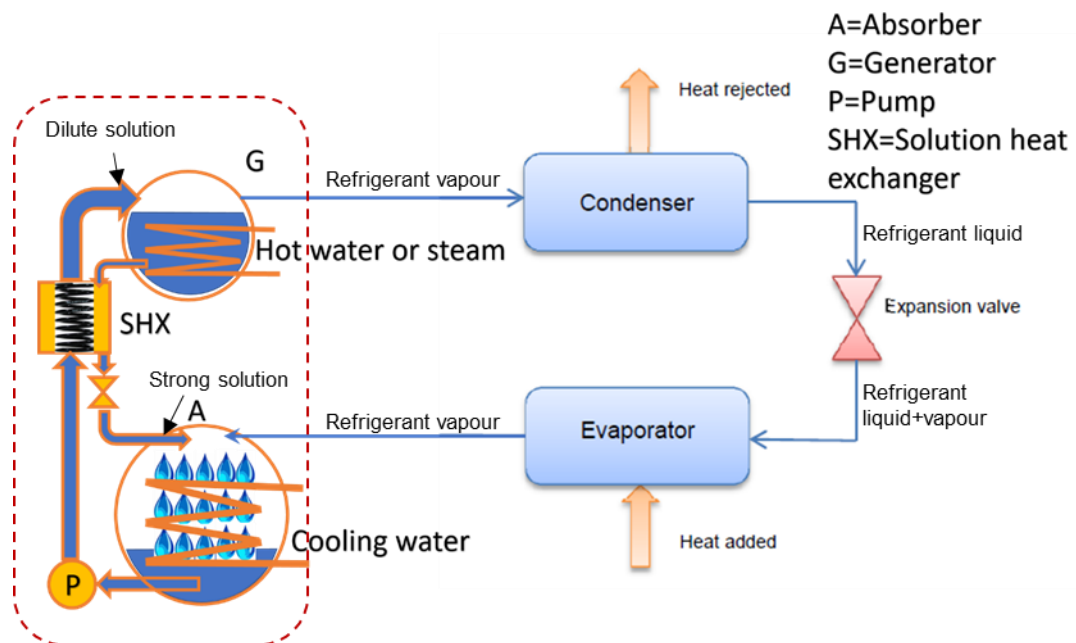 A=Absorber
G=Generator
P=Pump
SHX=Solution heat
exchanger
Heat rejected
Dilute solution
G
Refrigerant vapour
Condenser
Refrigerant liquid
Hot water or steam
SHX
Expansion valve
Strong solution
A
Refrigerant vapour
Evaporator
Refrigerant
liquid+vapour
Cooling water
Heat added
P